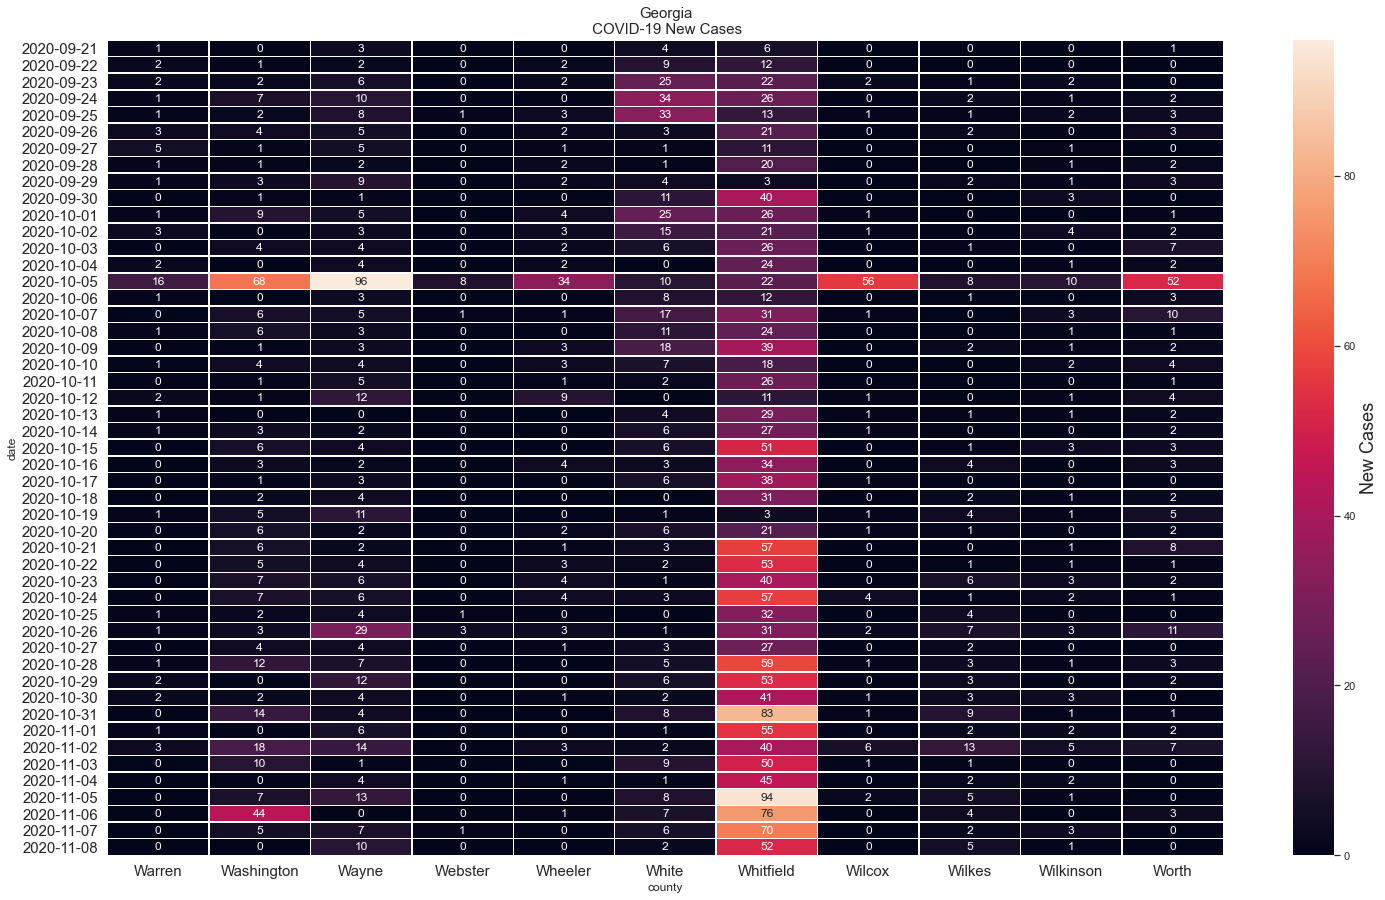 Georgia
COVID-19 New Cases
2020-09-21 1 0 3 0 0 4 6 0 0 0 1
2020-09-22 2 1 2 0 2 9 12 0 0 0 0
2020-09-23 2 2 6 0 2 25 22 2 1 2 0
2020-09-24 1 7 10 0 0 34 26 0 2 1 2
2020-09-25 1 2 8 1 3 33 13 1 1 2 3
2020-09-26 3 4 5 0 2 3 21 0 2 0 3
2020-09-27 5 1 5 0 1 1 11 0 0 1 0
2020-09-28 1 1 2 0 2 1 20 0 0 1 2
2020-09-29 1 3 9 0 2 4 3 0 2 1 3
2020-09-30 0 1 1 0 0 11 40 0 0 3 0
2020-10-01 1 9 5 0 4 25 26 1 0 0 1
2020-10-02 3 0 3 0 3 15 21 1 0 4 2
2020-10-03 0 4 4 0 2 6 26 0 1 0 7
2020-10-04 2 0 4 0 2 0 24 0 0 1 2
2020-10-05 16 68 96 8 34 10 22 56 8 10 52
2020-10-06 1 0 3 0 0 8 12 0 1 0 3
2020-10-07 0 6 5 1 1 17 31 1 0 3 10
2020-10-08 1 6 3 0 0 11 24 0 0 1 1
2020-10-09 0 1 3 0 3 18 39 0 2 1 2
2020-10-10 1 4 4 0 3 7 18 0 0 2 4
2020-10-11 0 1 5 0 1 2 26 0 0 0 1
2020-10-12 2 1 12 0 9 0 11 1 0 1 4
2020-10-13 1 0 0 0 0 4 29 1 1 1 2
2020-10-14 1 3 2 0 0 6 27 1 0 0 2
2020-10-15 0 6 4 0 0 6 51 0 1 3 3
2020-10-16 0 3 2 0 4 3 34 0 4 0 3
2020-10-17 0 1 3 0 0 6 38 1 0 0 0
2020-10-18 0 2 4 0 0 0 31 0 2 1 2
2020-10-19 1 5 11 0 0 1 3 1 4 1 5
2020-10-20 0 6 2 0 2 6 21 1 1 0 2
2020-10-21 0 6 2 0 1 3 57 0 0 1 8
2020-10-22 0 5 4 0 3 2 53 0 1 1 1
2020-10-23 0 7 6 0 4 1 40 0 6 3 2
2020-10-24 0 7 6 0 4 3 57 4 1 2 1
2020-10-25 1 2 4 1 0 0 32 0 4 0 0
2020-10-26 1 3 29 3 3 1 31 2 7 3 11
2020-10-27 0 4 4 0 1 3 27 0 2 0 0
2020-10-28 1 12 7 0 0 5 59 1 3 1 3
2020-10-29 2 0 12 0 0 6 53 0 3 0 2
2020-10-30 2 2 4 0 1 2 41 1 3 3 0
2020-10-31 0 14 4 0 0 8 83 1 9 1 1
2020-11-01 1 0 6 0 0 1 55 0 2 2 2
2020-11-02 3 18 14 0 3 2 40 6 13 5 7
2020-11-03 0 10 1 0 0 9 50 1 1 0 0
2020-11-04 0 0 4 0 1 1 45 0 2 2 0
2020-11-05 0 7 13 0 0 8 94 2 5 1 0
2020-11-06 0 44 0 0 1 7 76 0 4 0 3
2020-11-07 0 5 7 1 0 6 70 0 2 3 0
2020-11-08 0 0 10 0 0 2 52 0 5 1 0
Warren Washington Wayne Webster Wheeler White Whitfield Wilcox Wilkes Wilkinson Worth
county
date
80
60
40
20
0
New Cases